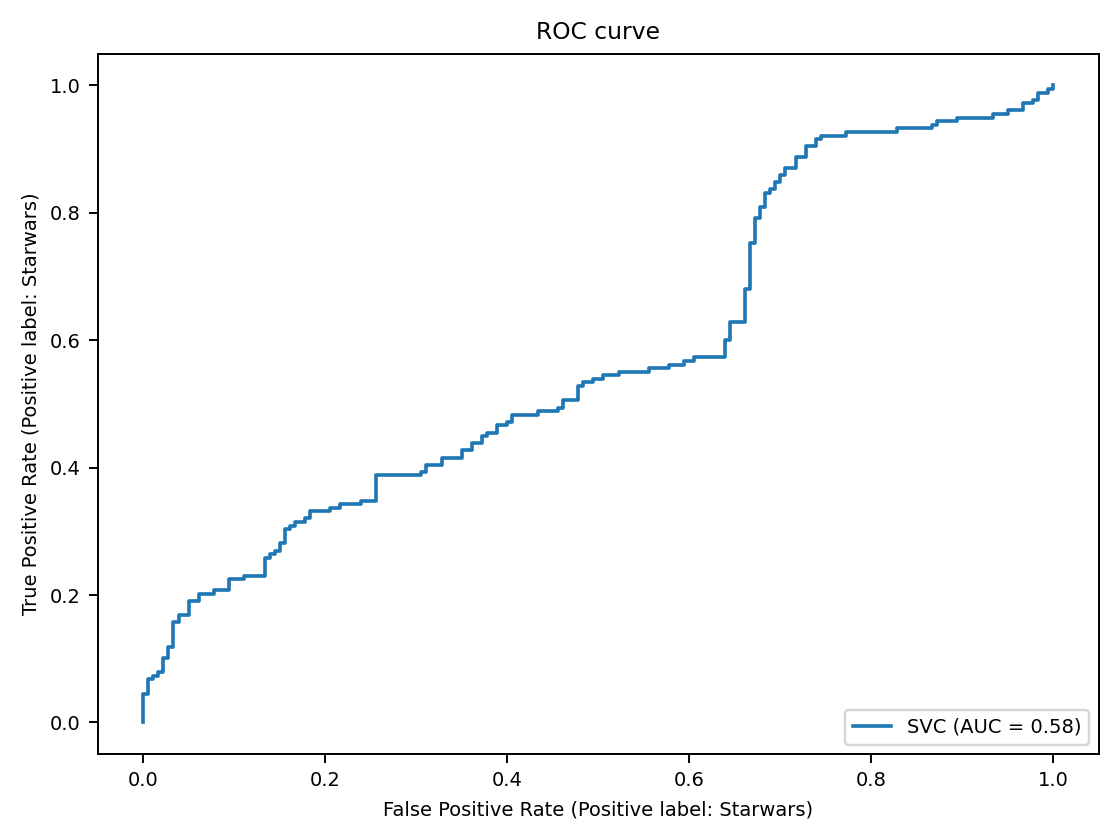 ROC curve
True Positive Rate (Positive label: Starwars)
1.0
0.8
0.6
0.4
0.2
0.0
0.0 0.2 0.4 0.6 0.8 1.0
False Positive Rate (Positive label: Starwars)
SVC (AUC = 0.58)